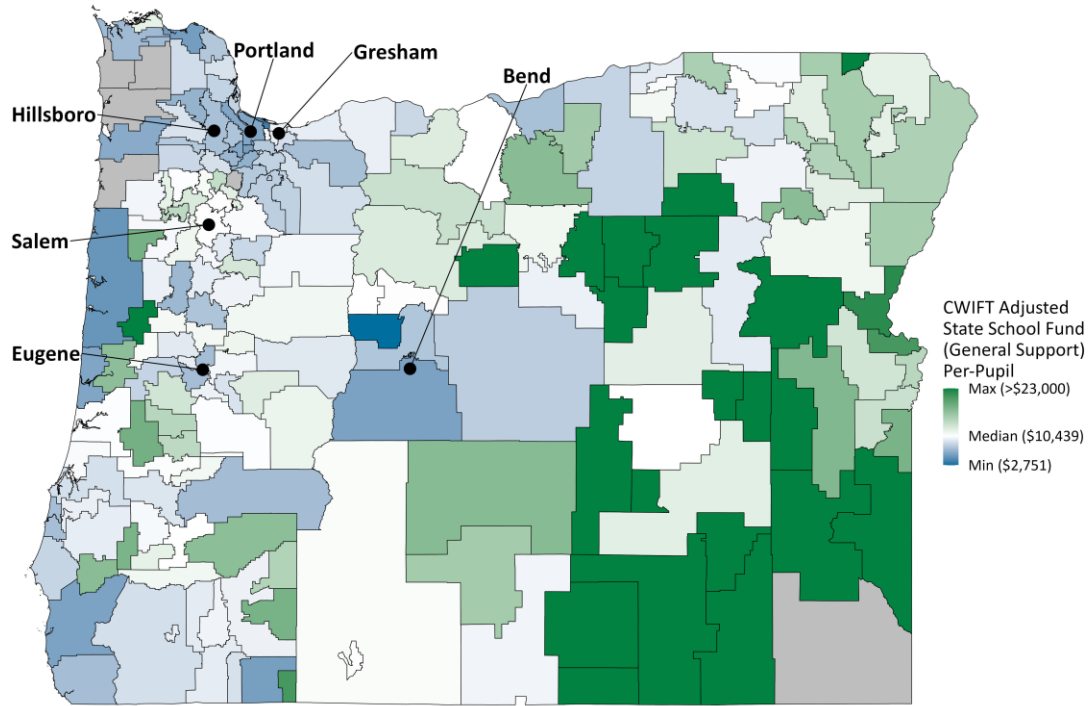 Portland
Gresham
Bend
Hillsboro
Salem
Eugene
CWIFT Adjusted
State School Fund
(General Support)
Per-Pupil
Max (>$23,000)
Median ($10,439)
Min ($2,751)